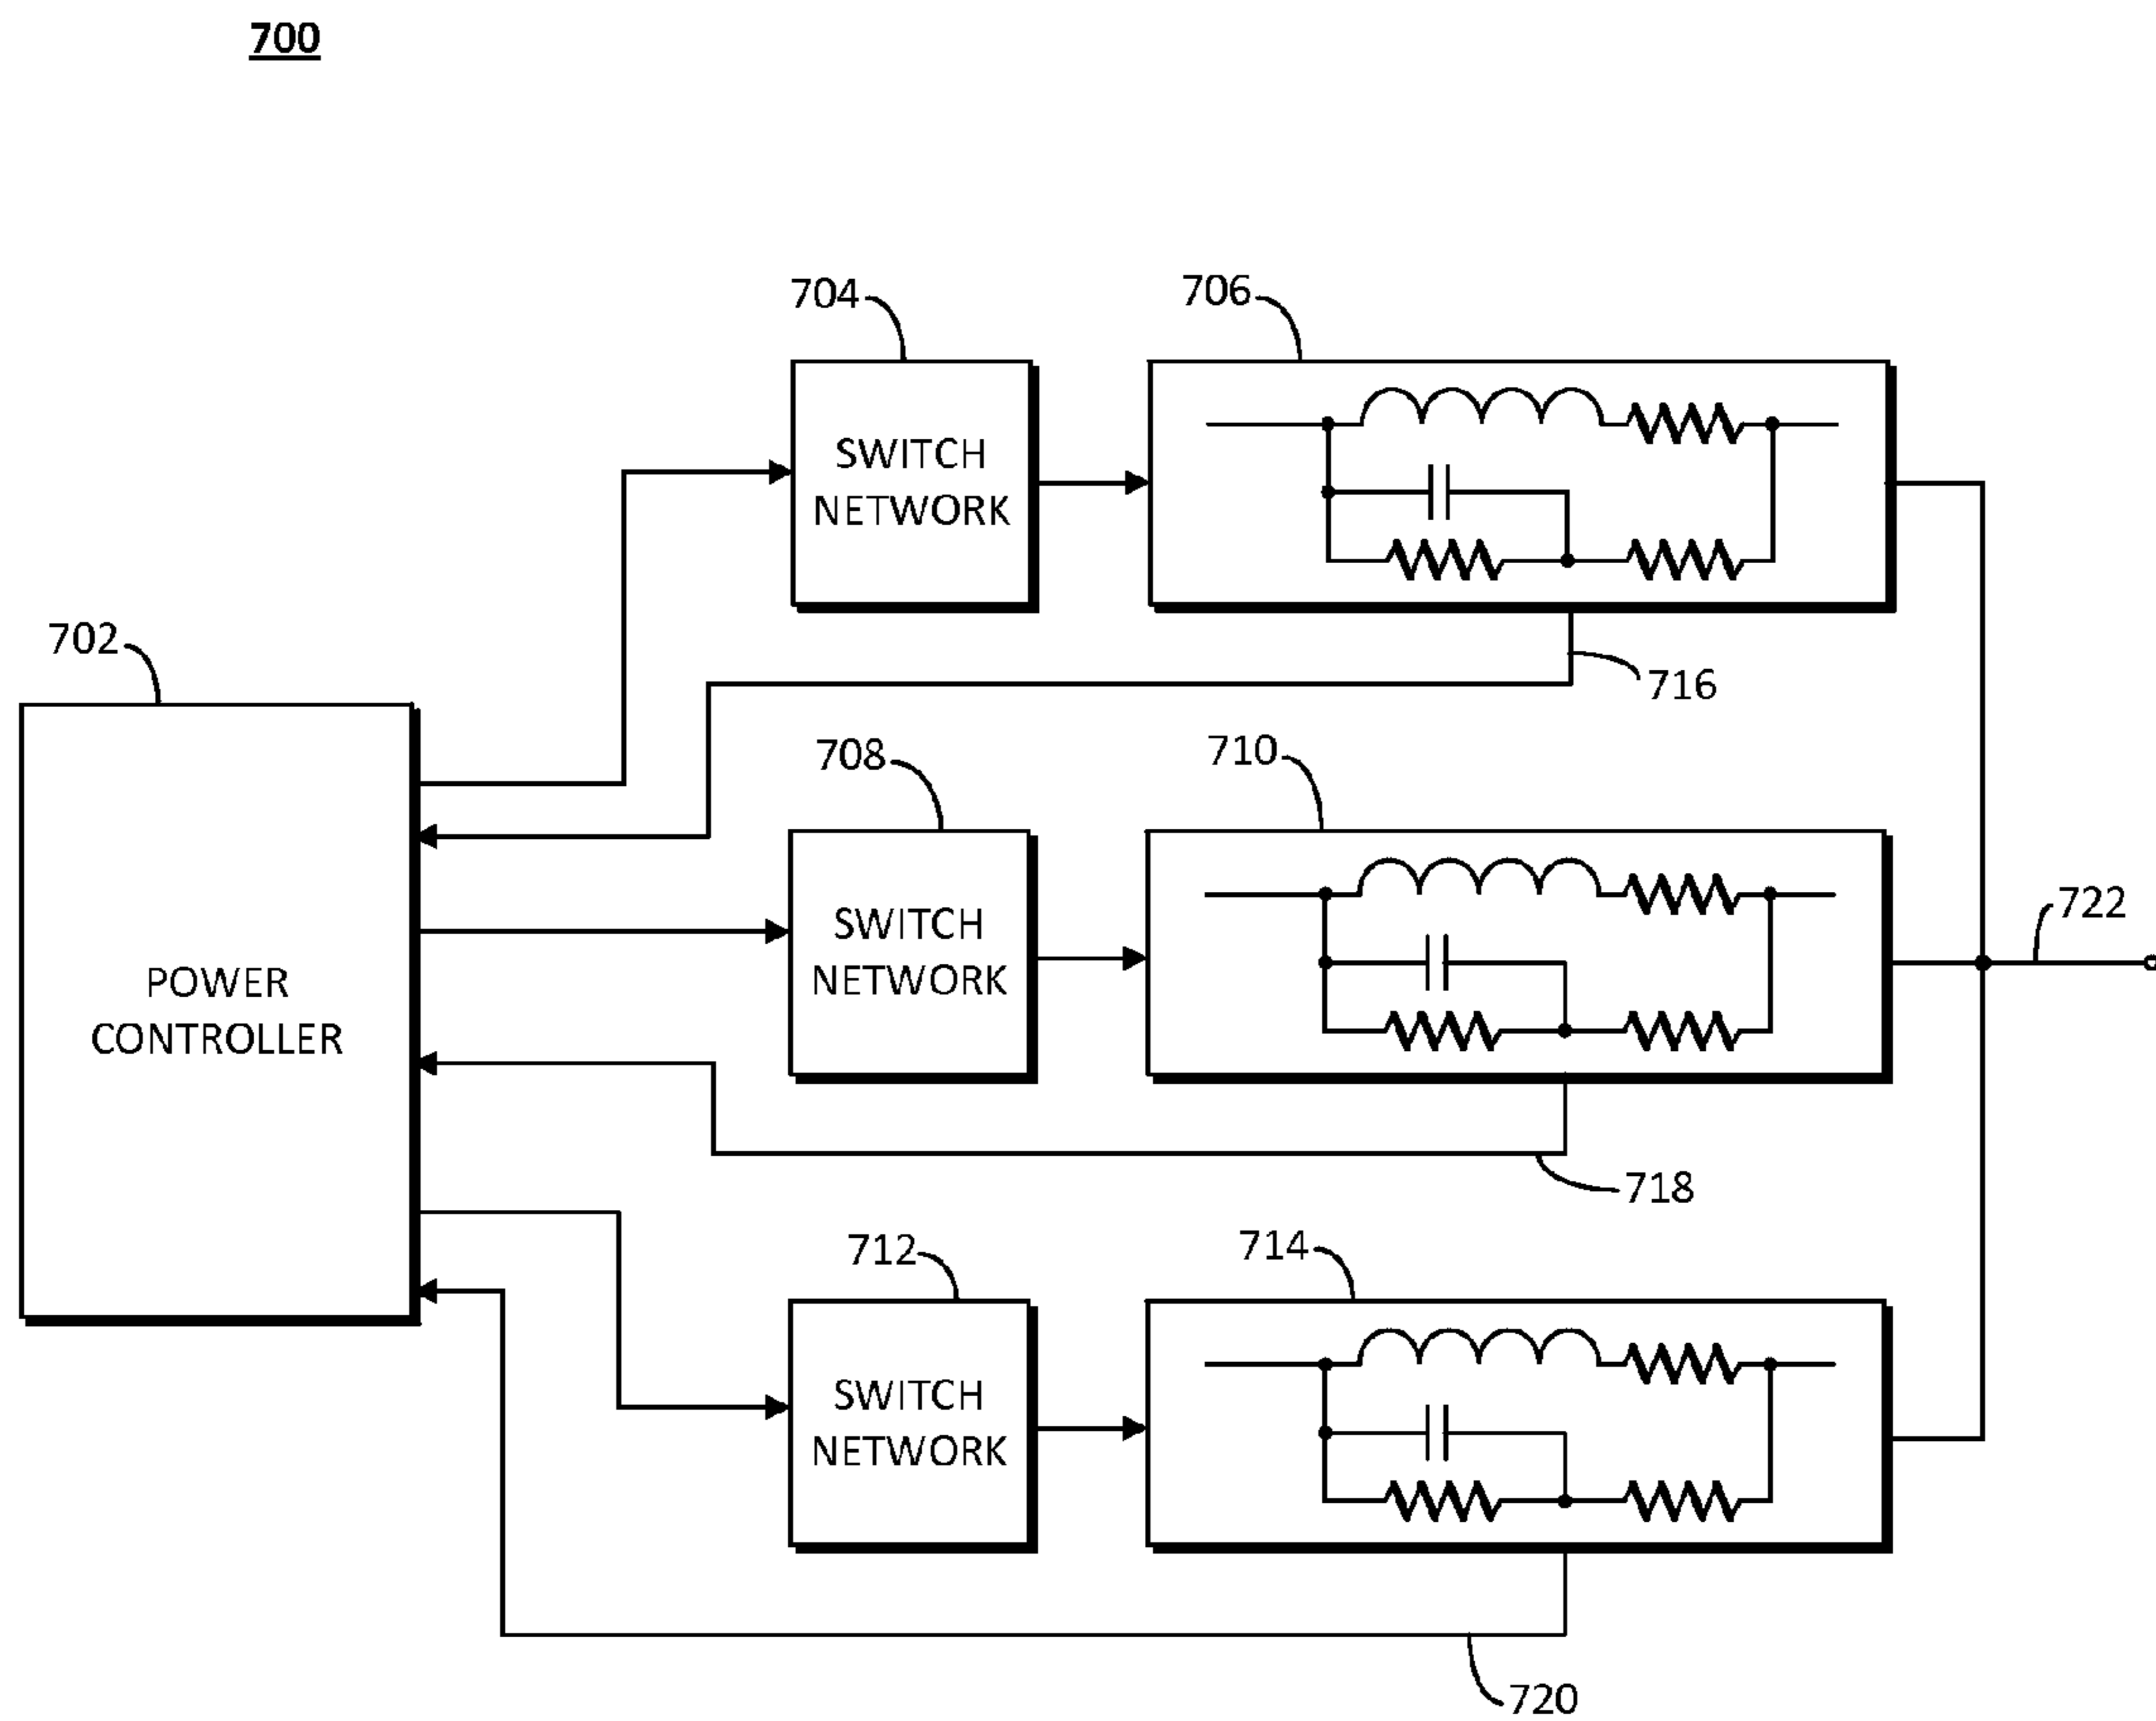 700
704
706
SWITCH
NETWORK
702
716
708
710
SWITCH
NETWORK
722
POWER
CONTROLLER
718
712
714
SWITCH
NETWORK
720